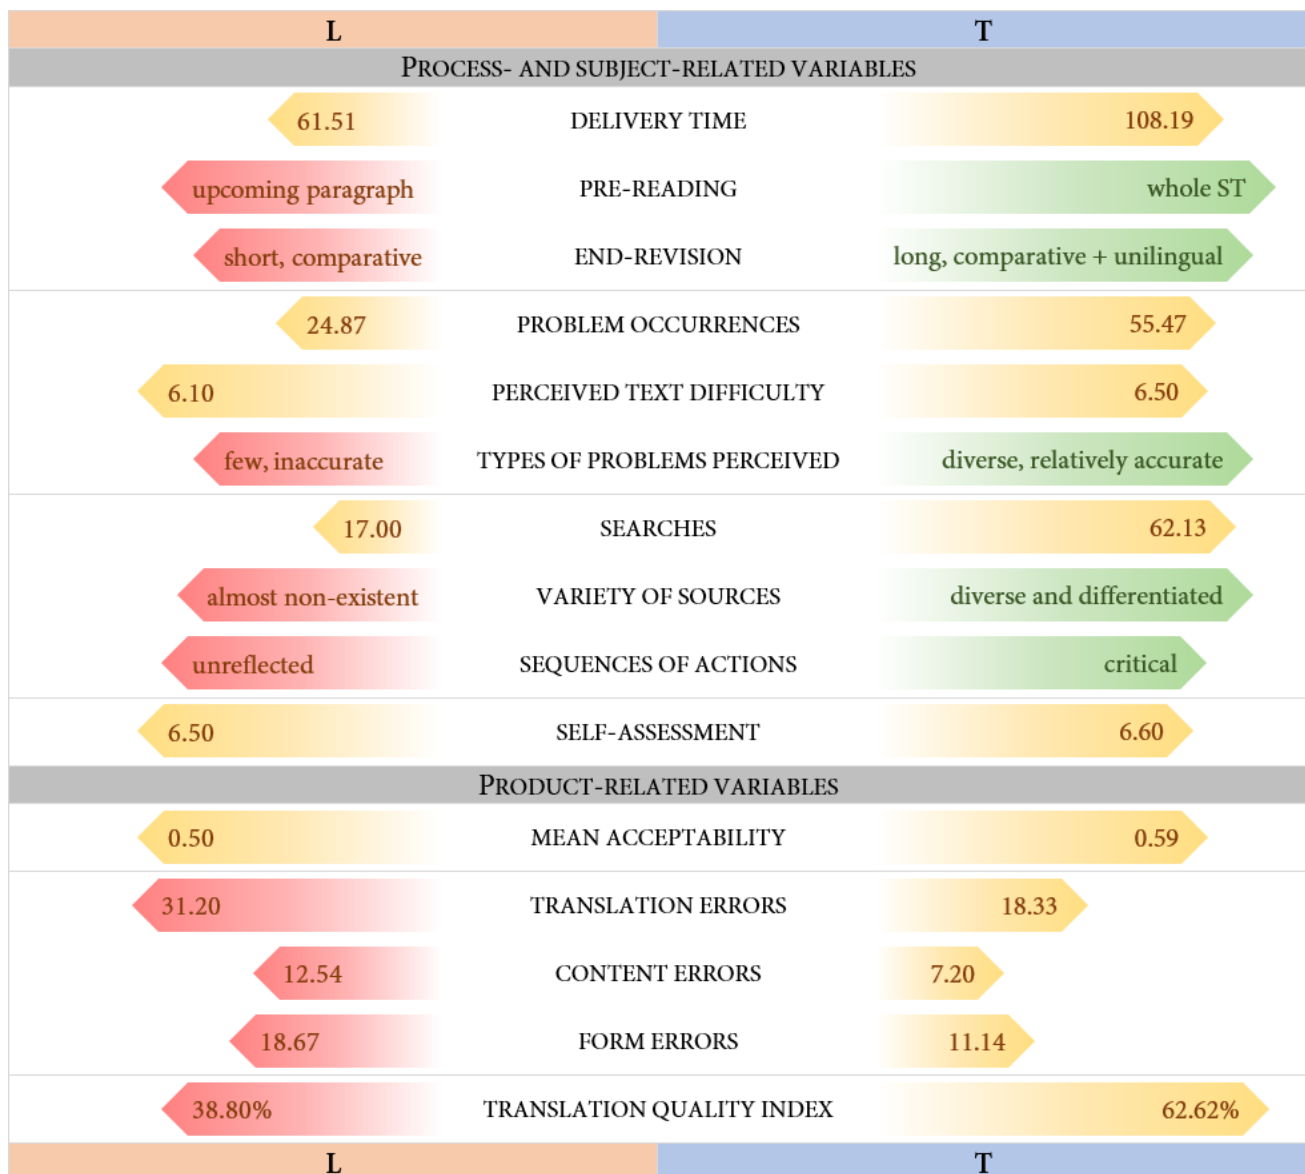 L T
PROCESS- AND SUBJECT-RELATED VARIABLES
61.51 DELIVERY TIME 108.19
upcoming paragraph PRE-READING whole ST
short, comparative END-REVISION long, comparative + unilingual
24.87 PROBLEM OCCURRENCES 55.47
6.10 PERCEIVED TEXT DIFFICULTY 6.50
few, inaccurate TYPES OF PROBLEMS PERCEIVED diverse, relatively accurate
17.00 SEARCHES 62.13
almost non-existent VARIETY OF SOURCES diverse and differentiated
unreflected SEQUENCES OF ACTIONS critical
6.50 SELF-ASSESSMENT 6.60
PRODUCT-RELATED VARIABLES
0.50 MEAN ACCEPTABILITY 0.59
31.20 TRANSLATION ERRORS 18.33
12.54 CONTENT ERRORS 7.20
18.67 FORM ERRORS 11.14
38.80% TRANSLATION QUALITY INDEX 62.62%
L T